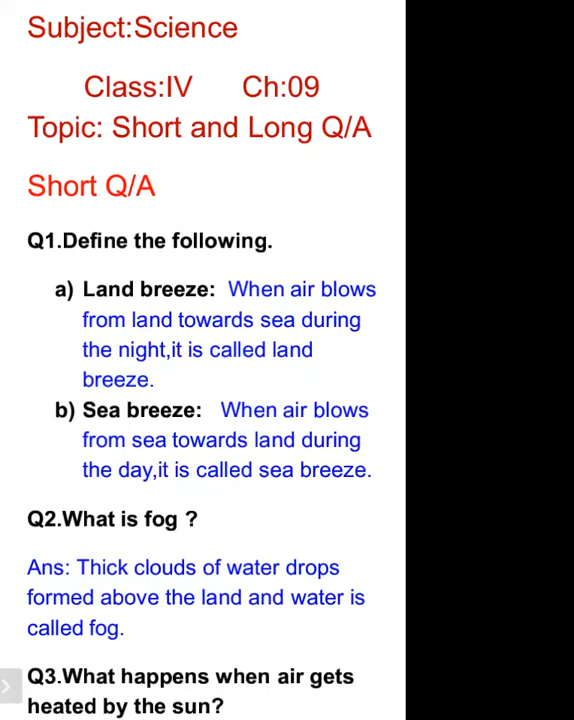 Subject:Science
Class:IV Ch:09
Topic: Short and Long Q/A
Short Q/A
Q1.Define the following.
a) Land breeze: When air blows
from land towards sea during
the night,it is called land
breeze.
b) Sea breeze: When air blows
from sea towards land during
the day,it is called sea breeze.
Q2.What is fog ?
Ans: Thick clouds of water drops
formed above the land and water is
called fog.
Q3.What happens when air gets
heated by the sun?